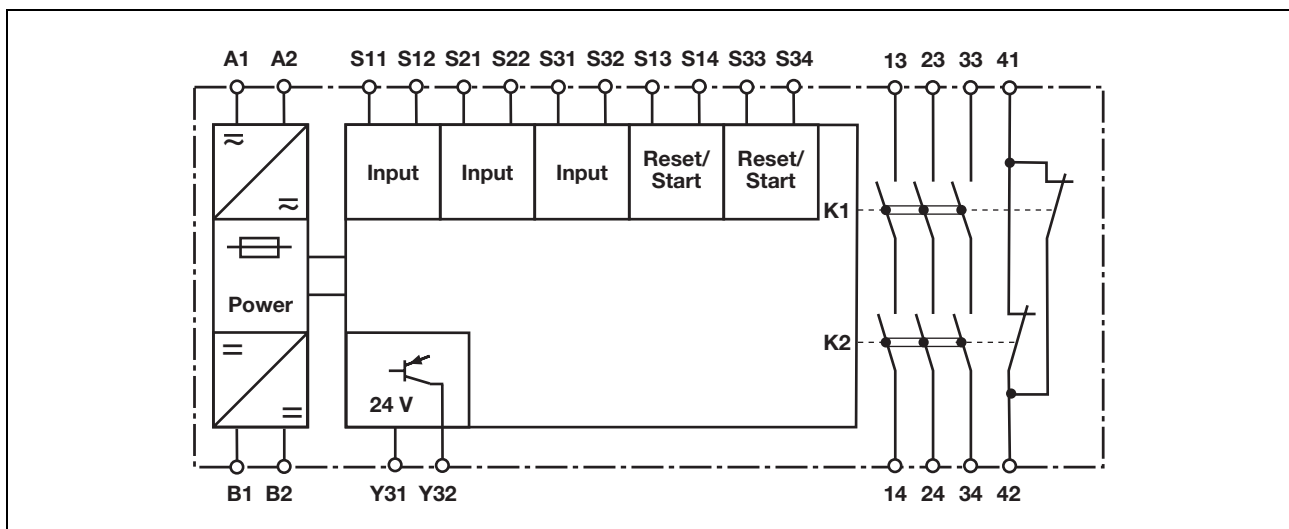 A1 A2 S11 S12 S21 S22 S31 S32 S13 S14 S33 S34 13 23 33 41
Input Input Input Reset/ Reset/
Start Start
K1
Power
K2
24 V
B1 B2 Y31 Y32 14 24 34 42